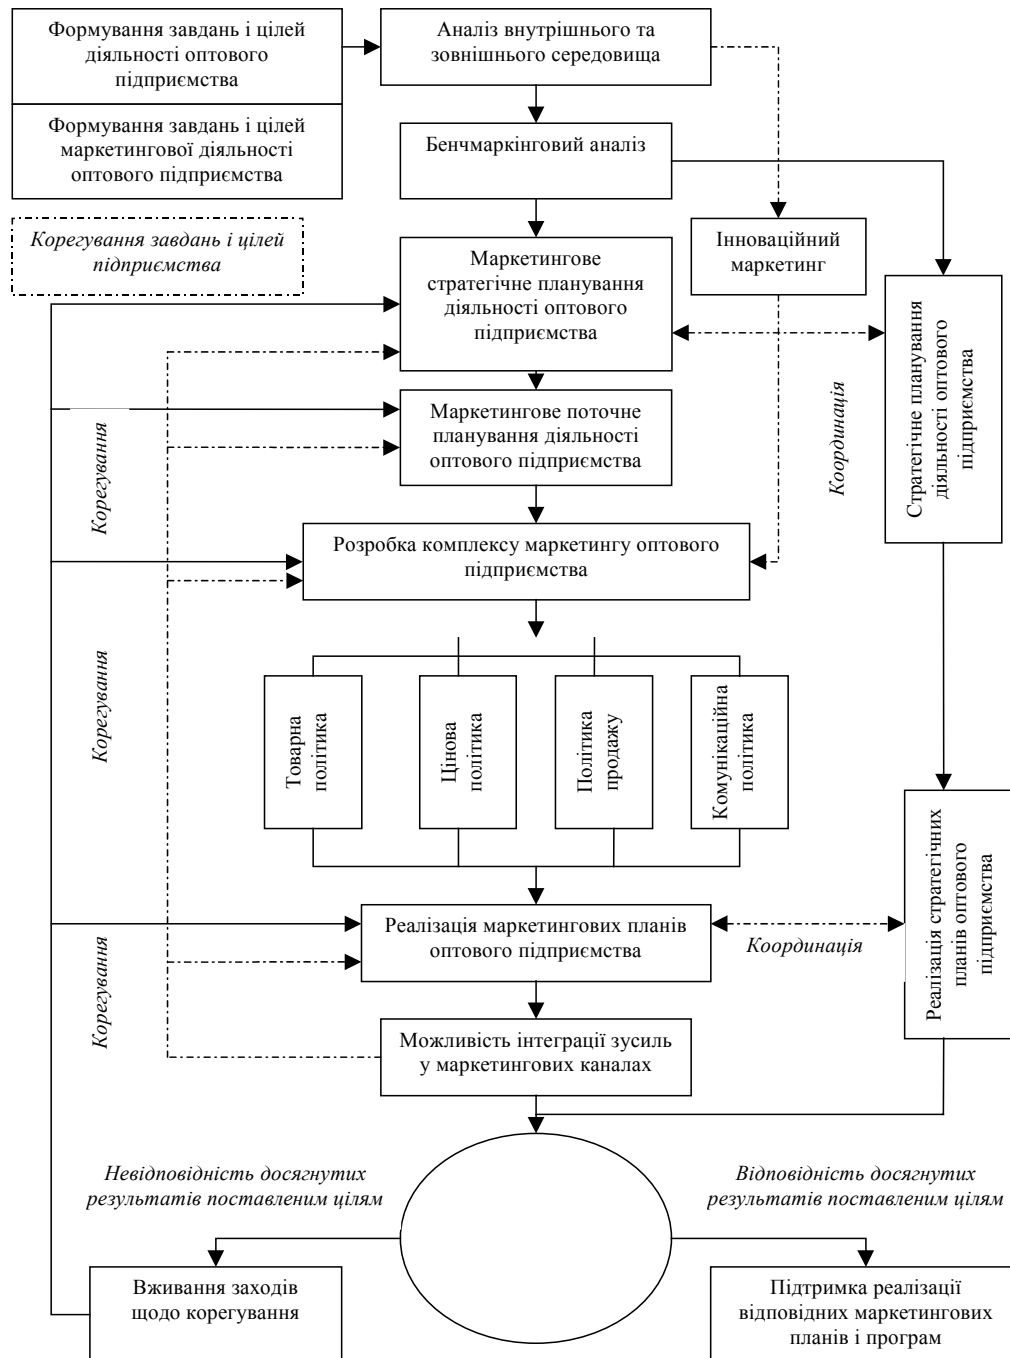 Формування завдань і цілей
діяльності оптового
підприємства
Аналіз внутрішнього та
зовнішнього середовища
Формування завдань і цілей
маркетингової діяльності
оптового підприємства
Бенчмаркінговий аналіз
Корегування завдань і цілей
підприємства
Інноваційний
маркетинг
Маркетингове
стратегічне планування
діяльності оптового
підприємства
Стратегічне планування
діяльності оптового
підприємства
Координація
Маркетингове поточне
планування діяльності
оптового підприємства
Корегування
Розробка комплексу маркетингу оптового
підприємства
Корегування
Товарна
політика
Цінова
політика
Політика
продажу
Комунікаційна
політика
Реалізація стратегічних
планів оптового
підприємства
Реалізація маркетингових планів
оптового підприємства
Координація
Корегування
Можливість інтеграції зусиль
у маркетингових каналах
Невідповідність досягнутих
результатів поставленим цілям
Відповідність досягнутих
результатів поставленим цілям
Вживання заходів
щодо корегування
Підтримка реалізації
відповідних маркетингових
планів і програм